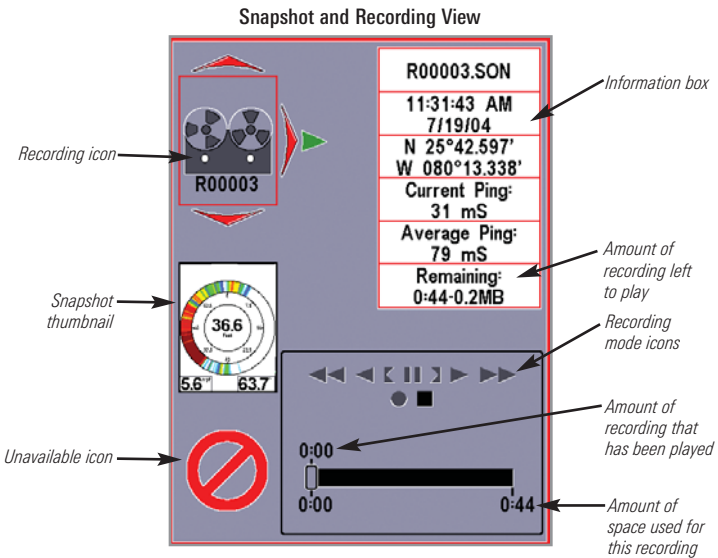 Snapshot and Recording View
Recording icon
R00003
R00003.SON
11:31:43 AM
7/19/04
N 25°42.597'
W 080°13.338'
Current Ping:
31 mS
Average Ping:
79 mS
Remaining:
0:44-0.2MB
Information box
Amount of
recording left
to play
Snapshot
thumbnail
36.6
Feet
5.6
63.7
Recording
mode icons
Amount of
recording that
has been played
Unavailable icon
0:00
0:00
0:44
Amount of
space used for
this recording